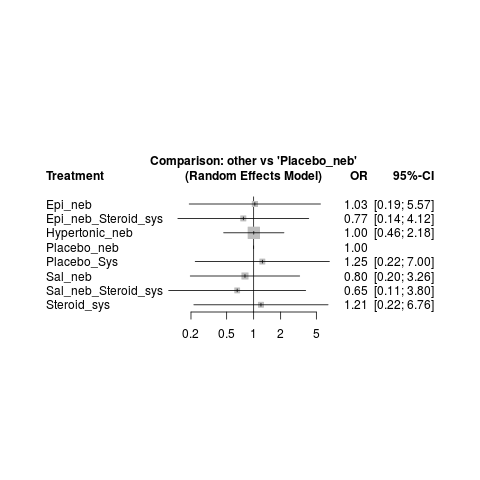 Comparison: other vs 'Placebo_neb'
Treatment (Random Effects Model) OR 95%-CI
Epi_neb 1.03 [0.19; 5.57]
Epi_neb_Steroid_sys 0.77 [0.14; 4.12]
Hypertonic_neb 1.00 [0.46; 2.18]
Placebo_neb 1.00
Placebo_Sys 1.25 [0.22; 7.00]
Sal_neb 0.80 [0.20; 3.26]
Sal_neb_Steroid_sys 0.65 [0.11; 3.80]
Steroid_sys 1.21 [0.22; 6.76]
0.2 0.5 1 2 5